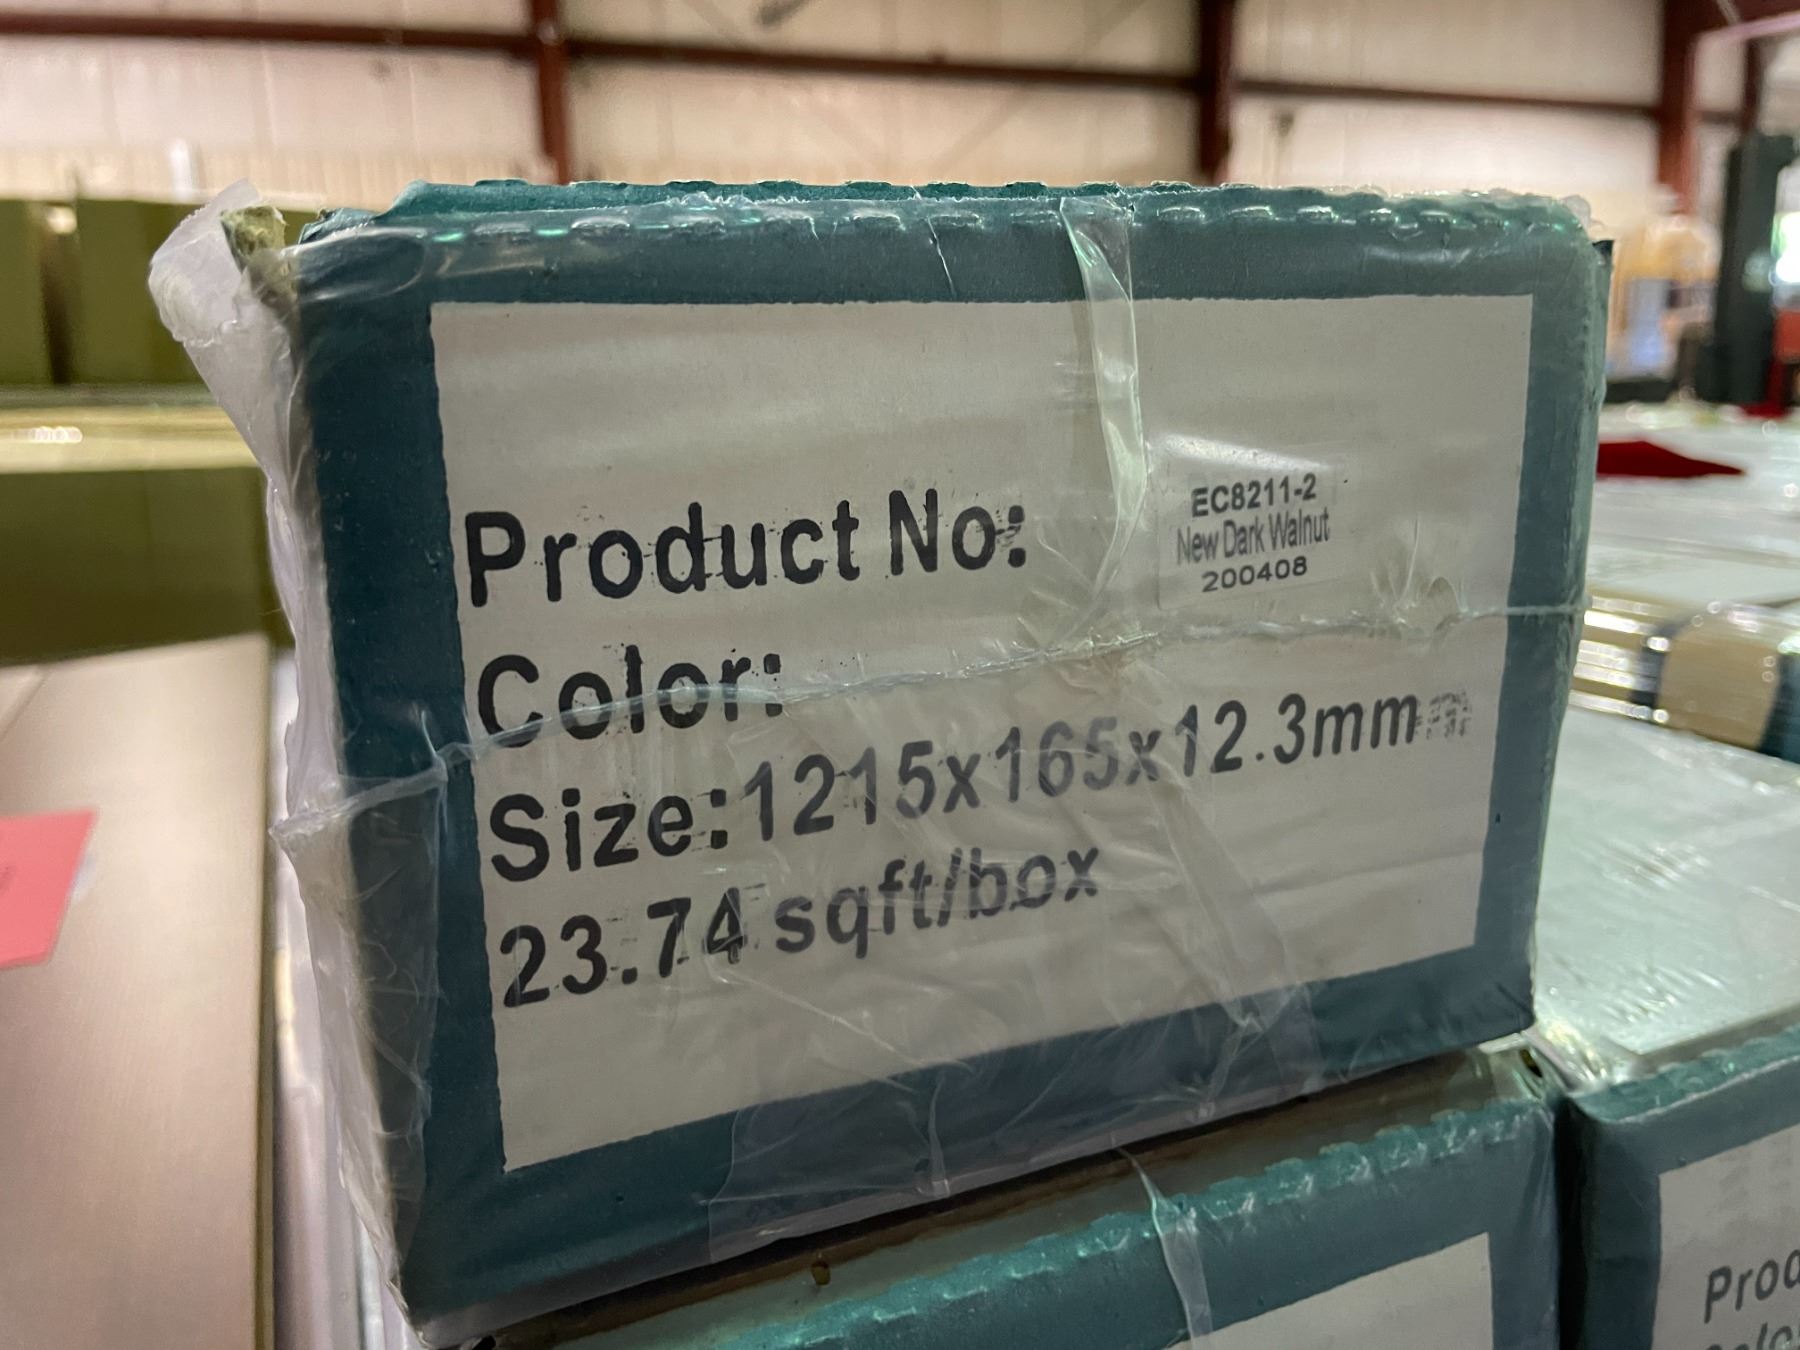 Product No:
EC8211-2
New Dark Walnut
200408
Color:
Size:1215x165x12.3mm
23.74 sqft/box